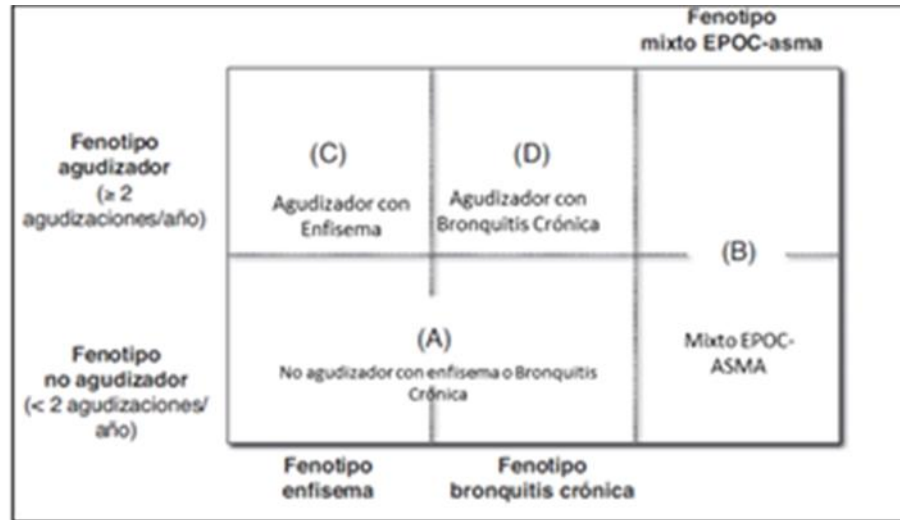 Fenotipo
mixto EPOC-asma
Fenotipo
agudizador
(≥ 2
agudizaciones/año)
(C)
Agudizador con
Enfisema
(D)
Agudizador con
Bronquitis Crónica
(B)
Mixto EPOC-
ASMA
Fenotipo
no agudizador
(< 2 agudizaciones/
año)
(A)
No agudizador con enfisema o Bronquitis
Crónica
Fenotipo
enfisema
Fenotipo
bronquitis crónica